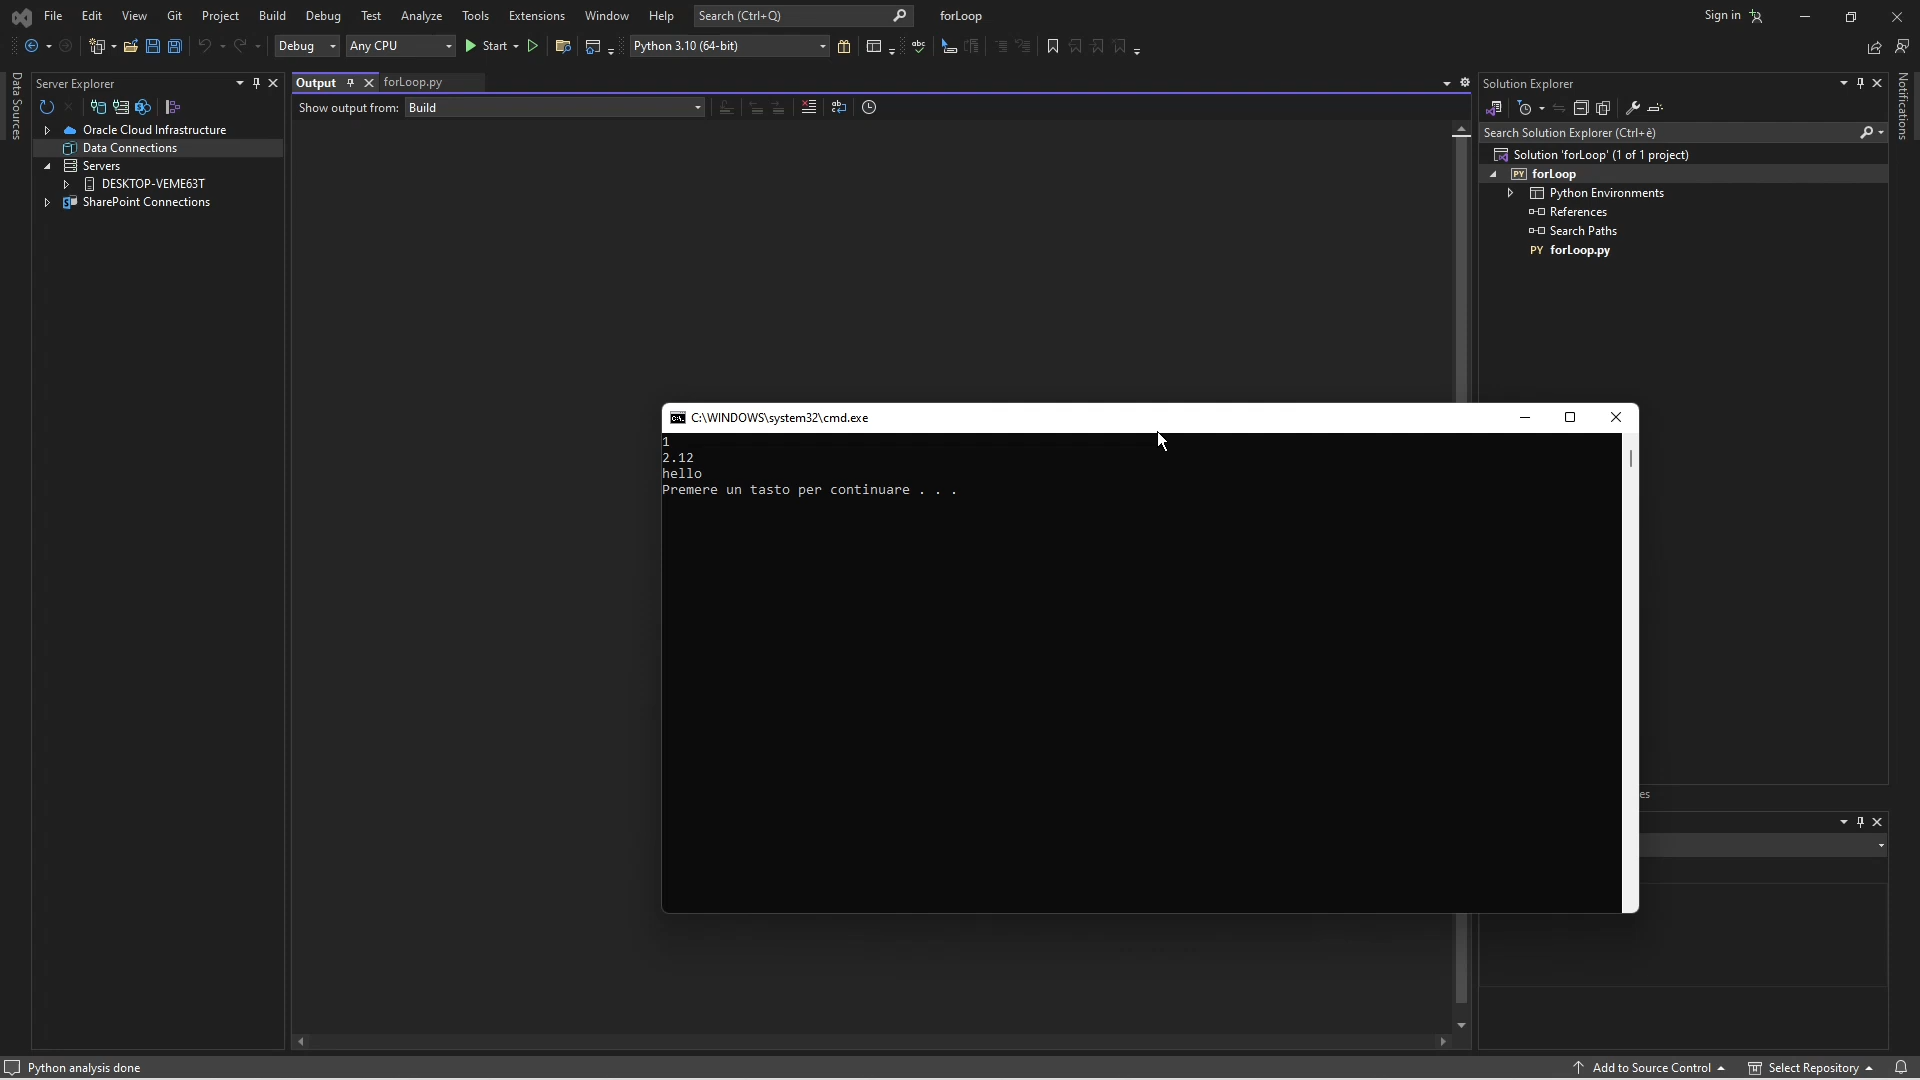 File Edit View Git Project Build Debug Test Analyze Tools Extensions Window Help Search (Ctrl+Q) forLoop Sign in
Debug Any CPU Start Python 3.10 (64-bit)
Data Sources
Server Explorer
Oracle Cloud Infrastructure
Data Connections
Servers
DESKTOP-VEME63T
SharePoint Connections
Output forLoop.py
Show output from: Build
C:\WINDOWS\system32\cmd.exe
1
2.12
hello
Premere un tasto per continuare . . .
Solution Explorer
Search Solution Explorer (Ctrl+è)
Solution 'forLoop' (1 of 1 project)
PY forLoop
Python Environments
References
Search Paths
PY forLoop.py
Notifications
Python analysis done Add to Source Control Select Repository